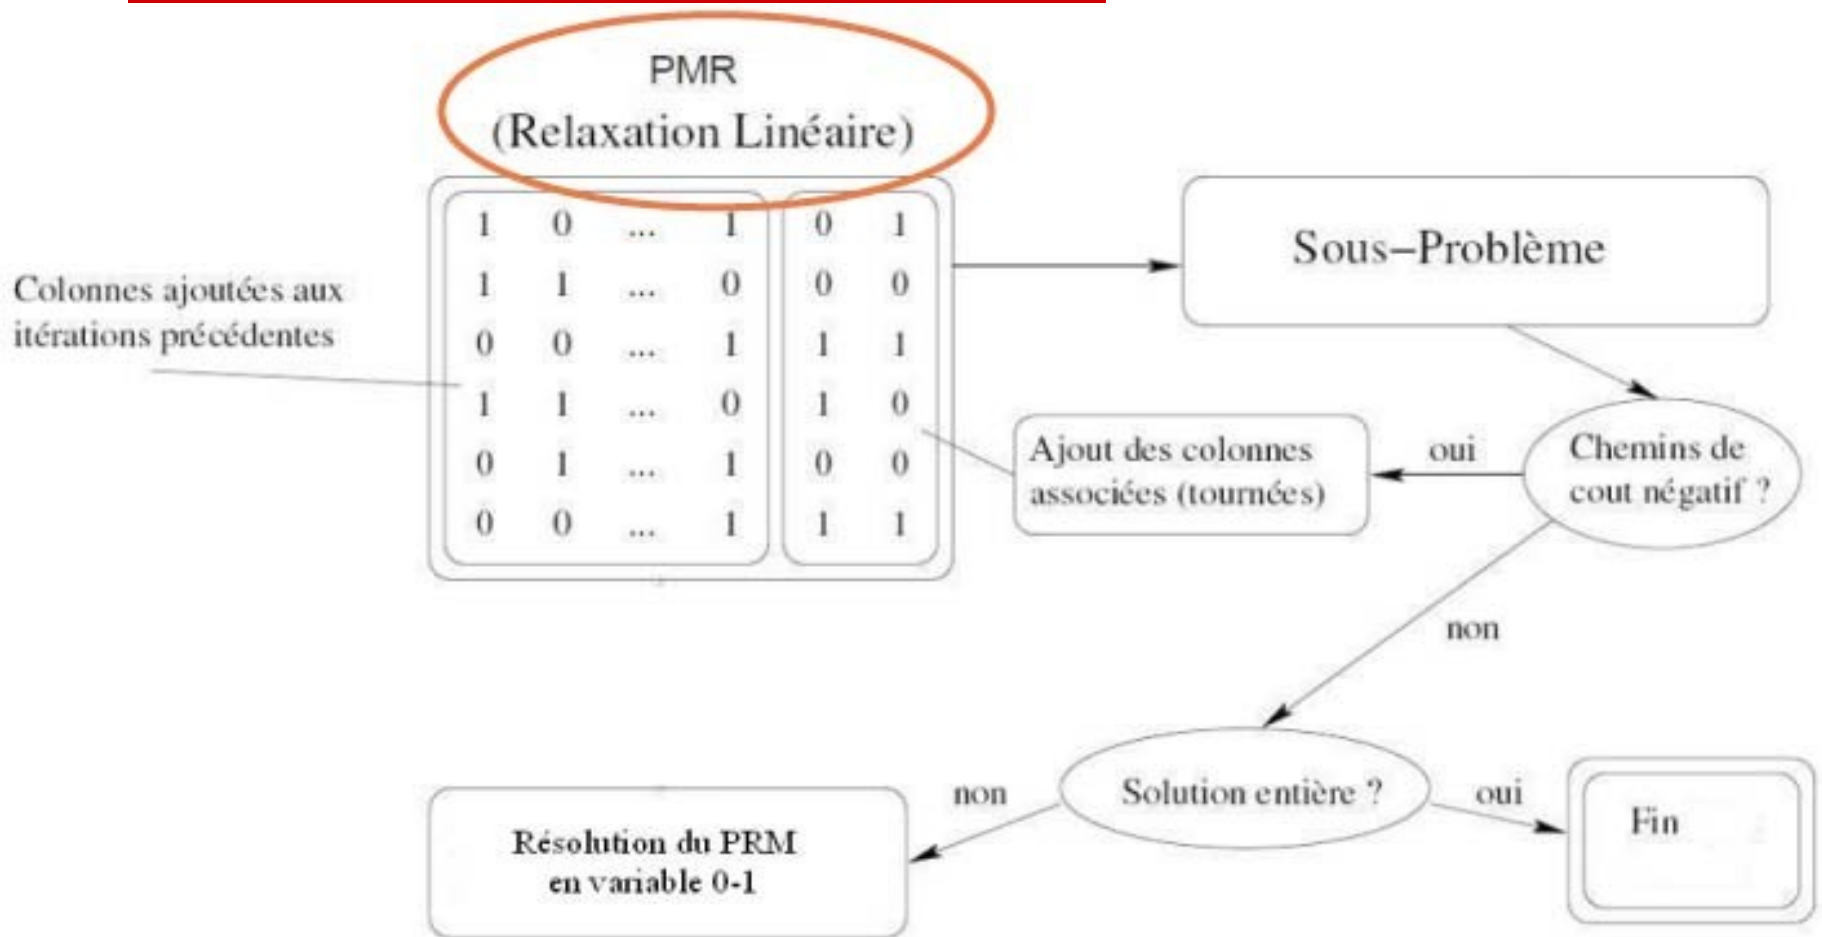 PMR
(Relaxation Linéaire)
1 0 ... 1 0 1
1 1 ... 0 0 0
0 0 ... 1 1 1
1 1 ... 0 1 0
0 1 ... 1 0 0
0 0 ... 1 1 1
Colonnes ajoutées aux
itérations précédentes
Sous-Problème
Chemins de
cout négatif ?
oui
Ajout des colonnes
associées (tournées)
non
Solution entière ?
oui
Fin
non
Résolution du PRM
en variable 0-1